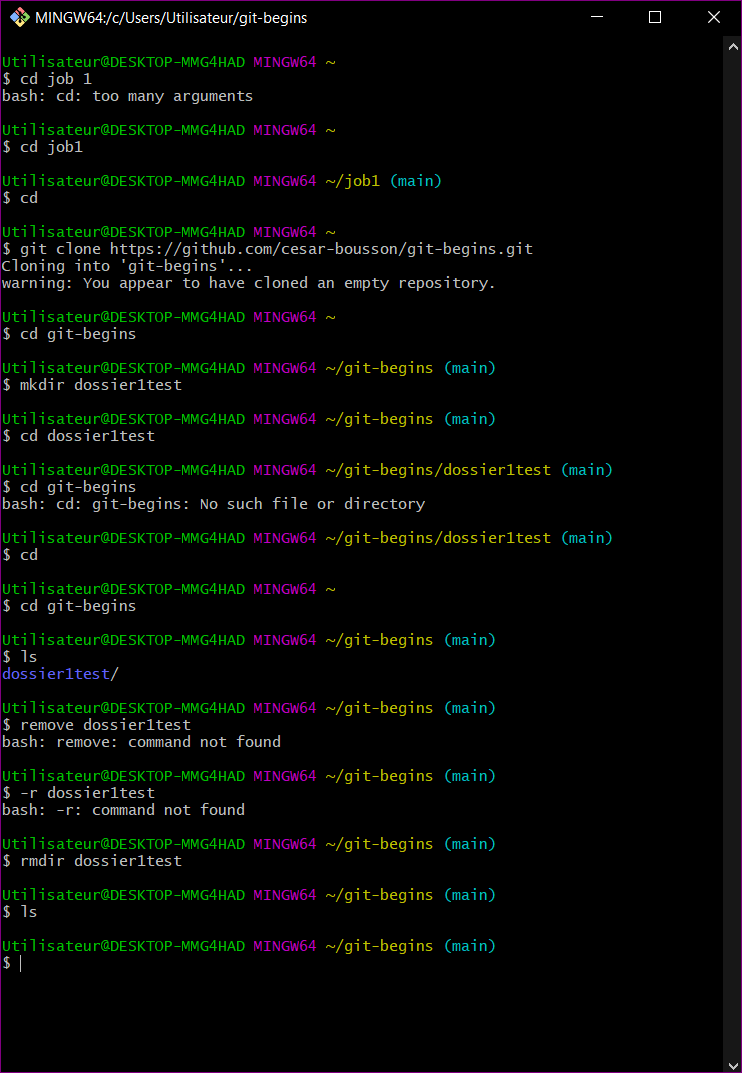 MINGW64:/c/Users/Utilisateur/git-begins
Utilisateur@DESKTOP-MMG4HAD MINGW64 ~
$ cd job 1
bash: cd: too many arguments
Utilisateur@DESKTOP-MMG4HAD MINGW64 ~
$ cd job1
Utilisateur@DESKTOP-MMG4HAD MINGW64 ~/job1 (main)
$ cd
Utilisateur@DESKTOP-MMG4HAD MINGW64 ~
$ git clone https://github.com/cesar-bousson/git-begins.git
Cloning into 'git-begins'...
warning: You appear to have cloned an empty repository.
Utilisateur@DESKTOP-MMG4HAD MINGW64 ~
$ cd git-begins
Utilisateur@DESKTOP-MMG4HAD MINGW64 ~/git-begins (main)
$ mkdir dossier1test
Utilisateur@DESKTOP-MMG4HAD MINGW64 ~/git-begins (main)
$ cd dossier1test
Utilisateur@DESKTOP-MMG4HAD MINGW64 ~/git-begins/dossier1test (main)
$ cd git-begins
bash: cd: git-begins: No such file or directory
Utilisateur@DESKTOP-MMG4HAD MINGW64 ~/git-begins/dossier1test (main)
$ cd
Utilisateur@DESKTOP-MMG4HAD MINGW64 ~
$ cd git-begins
Utilisateur@DESKTOP-MMG4HAD MINGW64 ~/git-begins (main)
$ ls
dossier1test/
Utilisateur@DESKTOP-MMG4HAD MINGW64 ~/git-begins (main)
$ remove dossier1test
bash: remove: command not found
Utilisateur@DESKTOP-MMG4HAD MINGW64 ~/git-begins (main)
$ -r dossier1test
bash: -r: command not found
Utilisateur@DESKTOP-MMG4HAD MINGW64 ~/git-begins (main)
$ rmdir dossier1test
Utilisateur@DESKTOP-MMG4HAD MINGW64 ~/git-begins (main)
$ ls
Utilisateur@DESKTOP-MMG4HAD MINGW64 ~/git-begins (main)
$